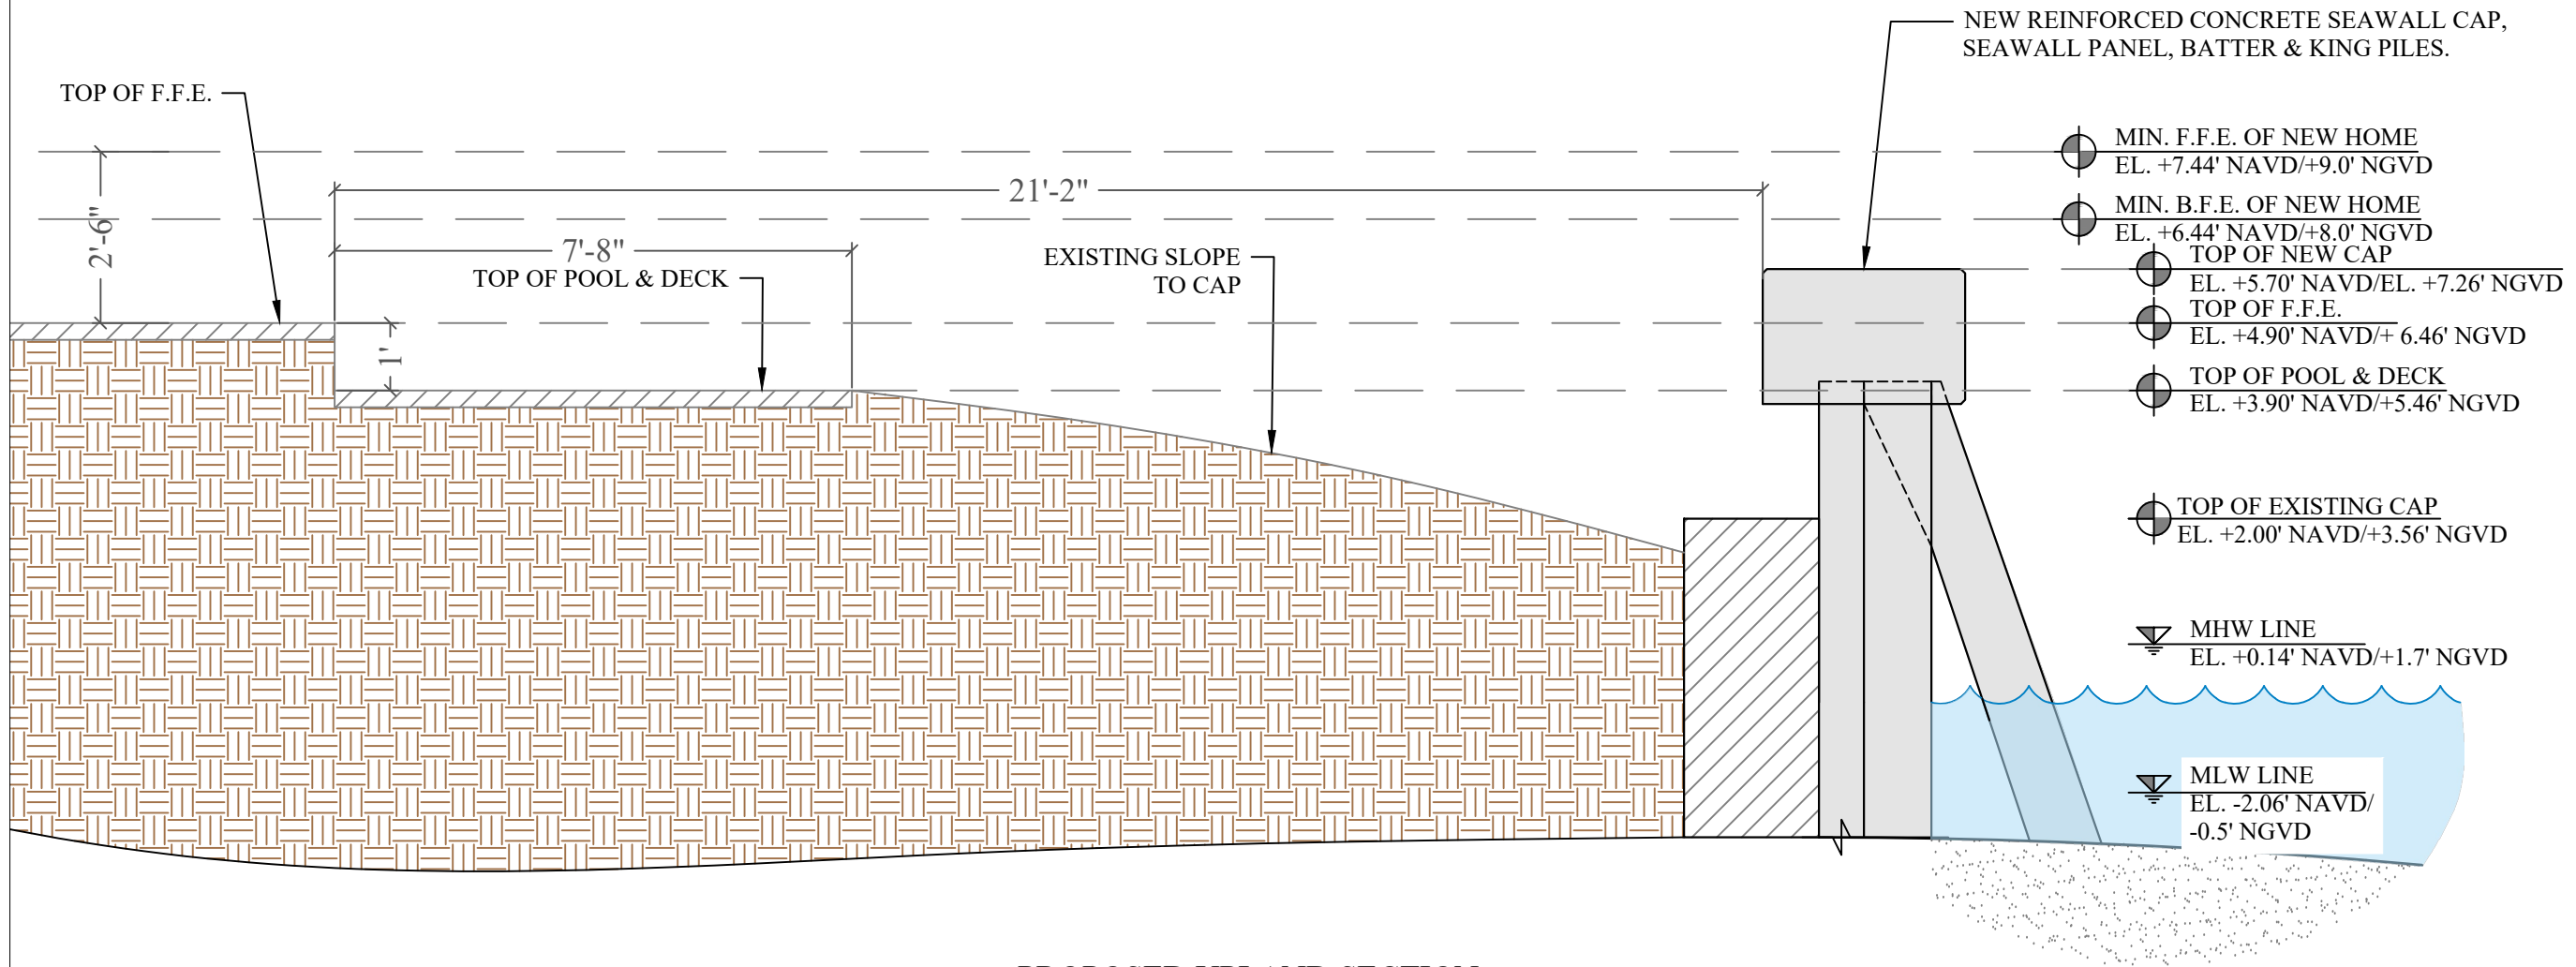 NEW REINFORCED CONCRETE SEAWALL CAP,
SEAWALL PANEL, BATTER & KING PILES.
TOP OF F.F.E.
MIN. F.F.E. OF NEW HOME
EL. +7.44' NAVD/+9.0' NGVD
21'-2"
MIN. B.F.E. OF NEW HOME
EL. +6.44' NAVD/+8.0' NGVD
2'-6"
7'-8"
EXISTING SLOPE
TO CAP
TOP OF POOL & DECK
TOP OF NEW CAP
EL. +5.70' NAVD/EL. +7.26' NGVD
TOP OF F.F.E.
EL. +4.90' NAVD/+ 6.46' NGVD
1'
TOP OF POOL & DECK
EL. +3.90' NAVD/+5.46' NGVD
TOP OF EXISTING CAP
EL. +2.00' NAVD/+3.56' NGVD
MHW LINE
EL. +0.14' NAVD/+1.7' NGVD
MLW LINE
EL. -2.06' NAVD/
-0.5' NGVD
PROPOSED UPLAND SECTION